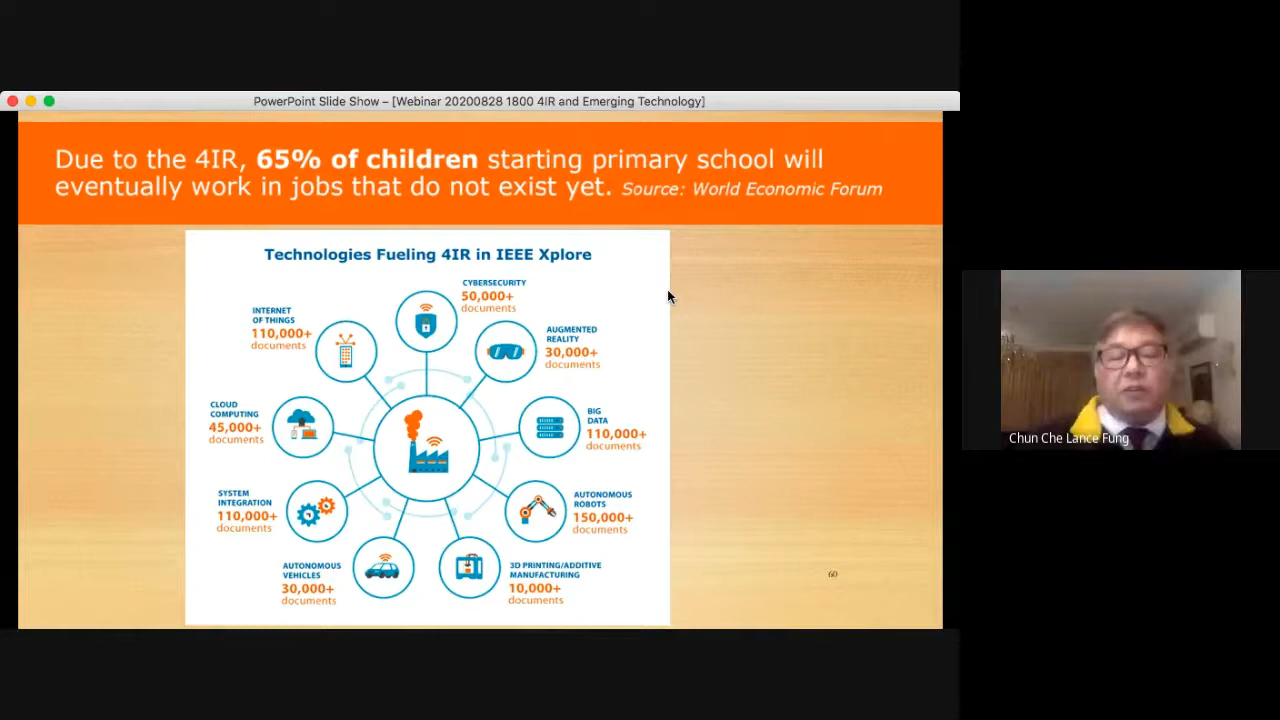 PowerPoint Slide Show – [Webinar 20200828 1800 4IR and Emerging Technology]
Due to the 4IR, 65% of children starting primary school will
eventually work in jobs that do not exist yet. Source: World Economic Forum
Technologies Fueling 4IR in IEEE Xplore
CYBERSECURITY
50,000+
documents
INTERNET
OF THINGS
110,000+
documents
AUGMENTED
REALITY
30,000+
documents
CLOUD
COMPUTING
45,000+
documents
BIG
DATA
110,000+
documents
SYSTEM
INTEGRATION
110,000+
documents
AUTONOMOUS
ROBOTS
150,000+
documents
AUTONOMOUS
VEHICLES
30,000+
documents
3D PRINTING/ADDITIVE
MANUFACTURING
10,000+
documents
60
Chun Che Lance Fung